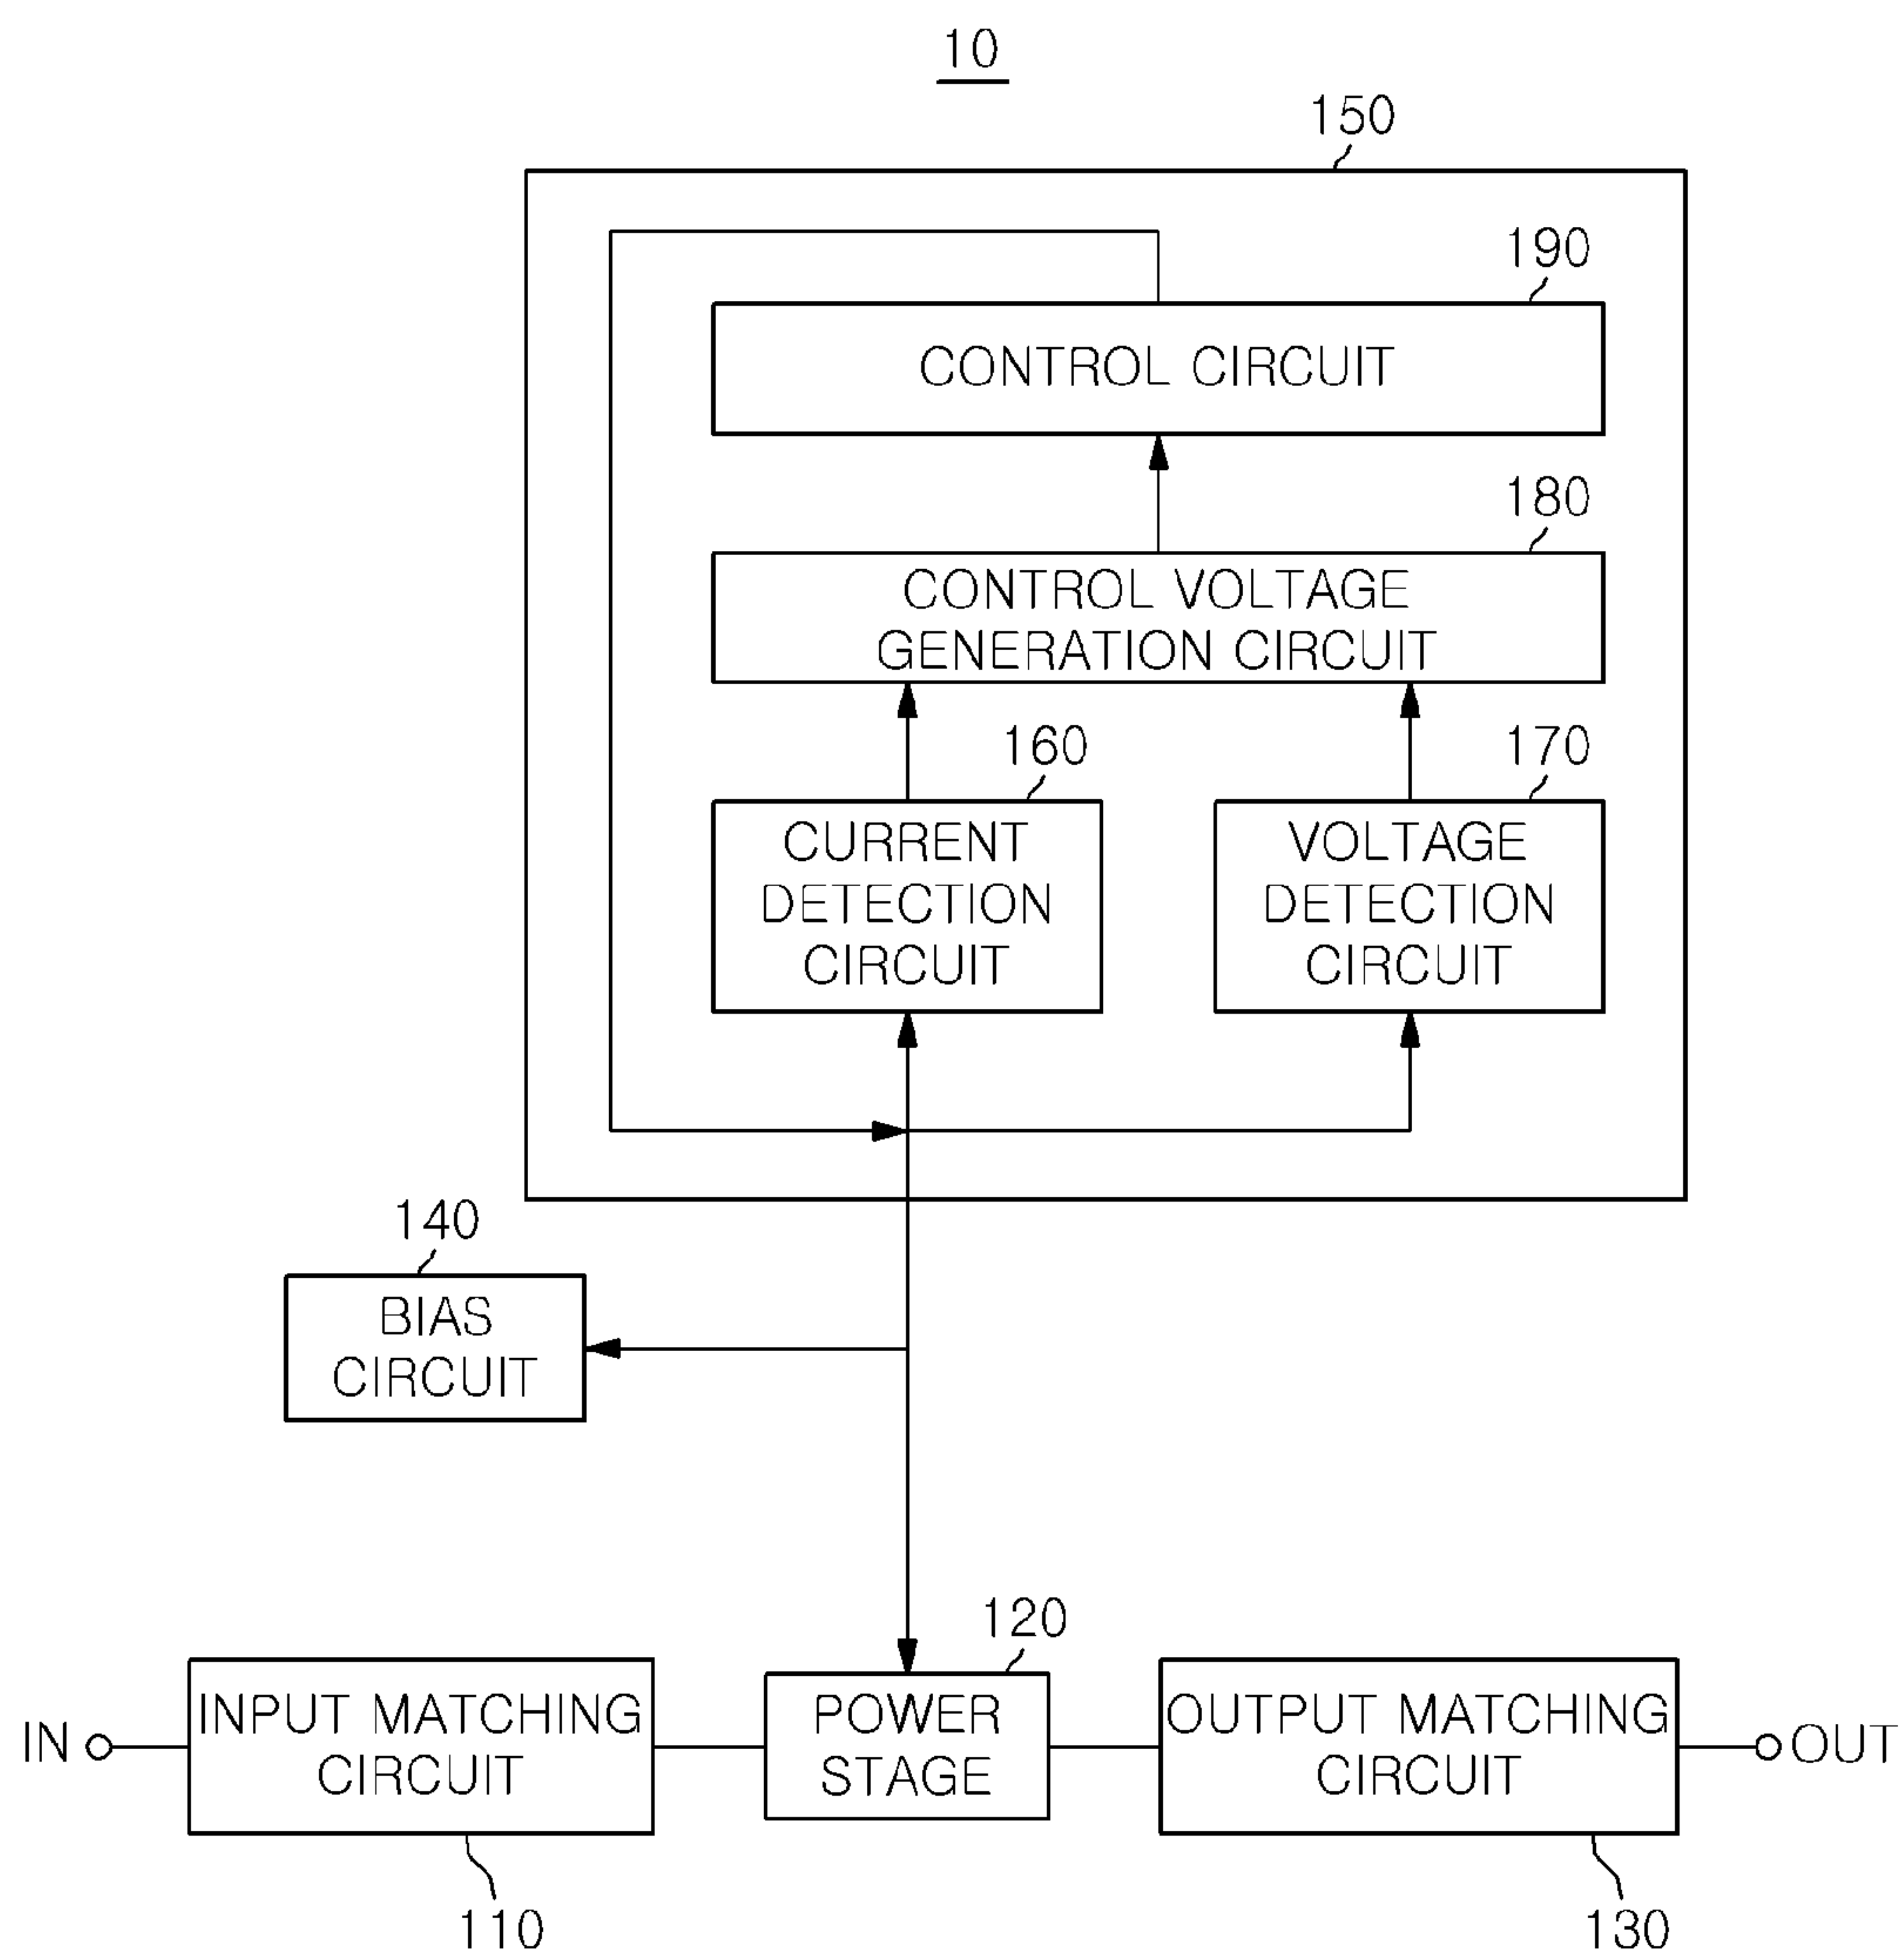 10
150
190
CONTROL CIRCUIT
180
CONTROL VOLTAGE
GENERATION CIRCUIT
160
170
CURRENT
DETECTION
CIRCUIT
VOLTAGE
DETECTION
CIRCUIT
140
BIAS
CIRCUIT
120
IN
INPUT MATCHING
CIRCUIT
POWER
STAGE
OUTPUT MATCHING
CIRCUIT
OUT
110
130